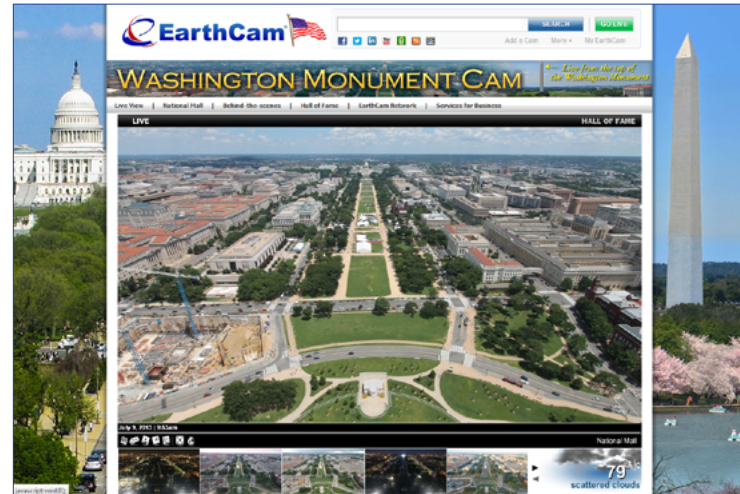 EarthCam
SEARCH
GO LIVE
Add a Cam More My EarthCam
WASHINGTON MONUMENT CAM
Live from the top of
the Washington Monument
Live View | National Mall | Behind-the-scenes | Hall of Fame | EarthCam Network | Services for Business
LIVE
HALL OF FAME
National Mall
79°
scattered clouds